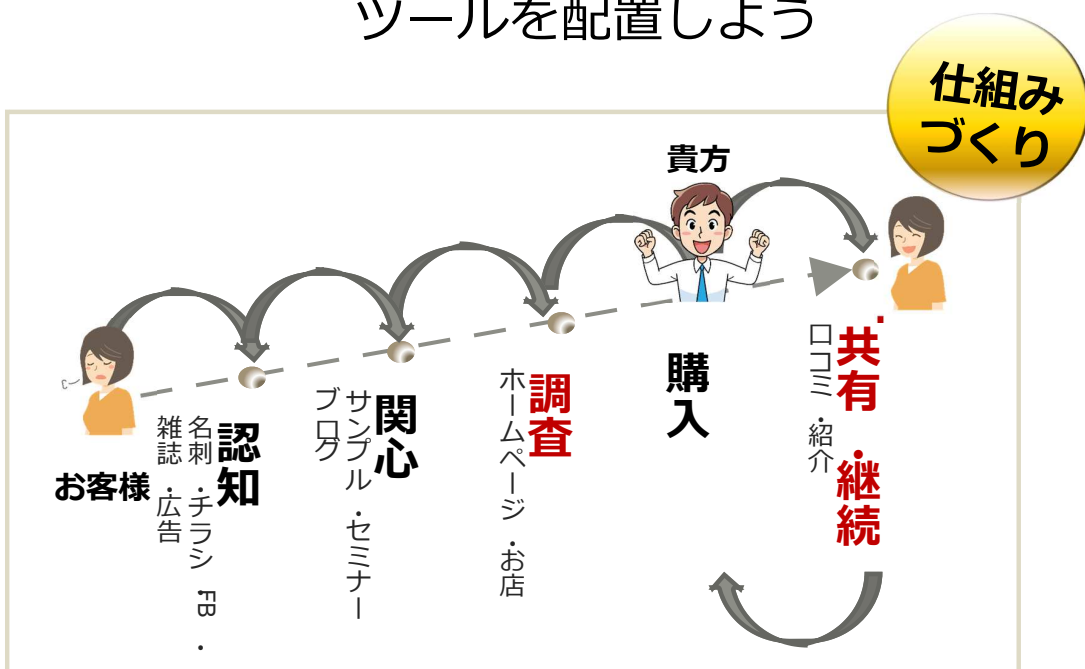 ツールを配置しよう
仕組み
づくり
貴方
お客様
認知
名刺・チラシ・FB・
雑誌・広告
関心
サンプル・セミナー
ブログ
調査
ホームページ・お店
購入
・
共有・継続
口コミ・紹介